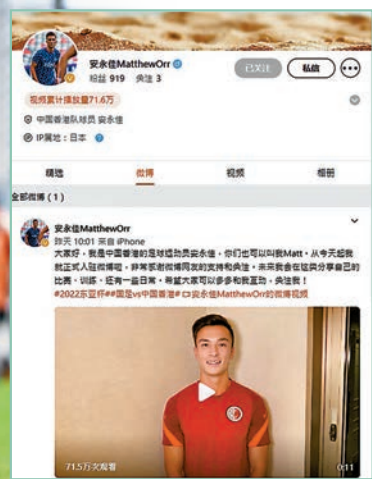 安永佳MatthewOrr
粉丝 919 关注 3
已关注
私信
视频累计播放量71.6万
中国香港队球员 安永佳
IP属地：日本
精选 微博 视频 相册
全部微博（1）
安永佳MatthewOrr
昨天 10:01 来自 iPhone
大家好，我是中国香港的足球运动员安永佳，你们也可以叫我Matt，从今天起我
就正式入驻微博啦，非常感谢微博网友的支持和关注，未来我会在这类分享自己的
比赛、训练，还有一些日常，希望大家可以多多和我互动，关注我！
#2022东亚杯##国足vs中国香港# 安永佳MatthewOrr的微博视频
71.5万次观看
0:11